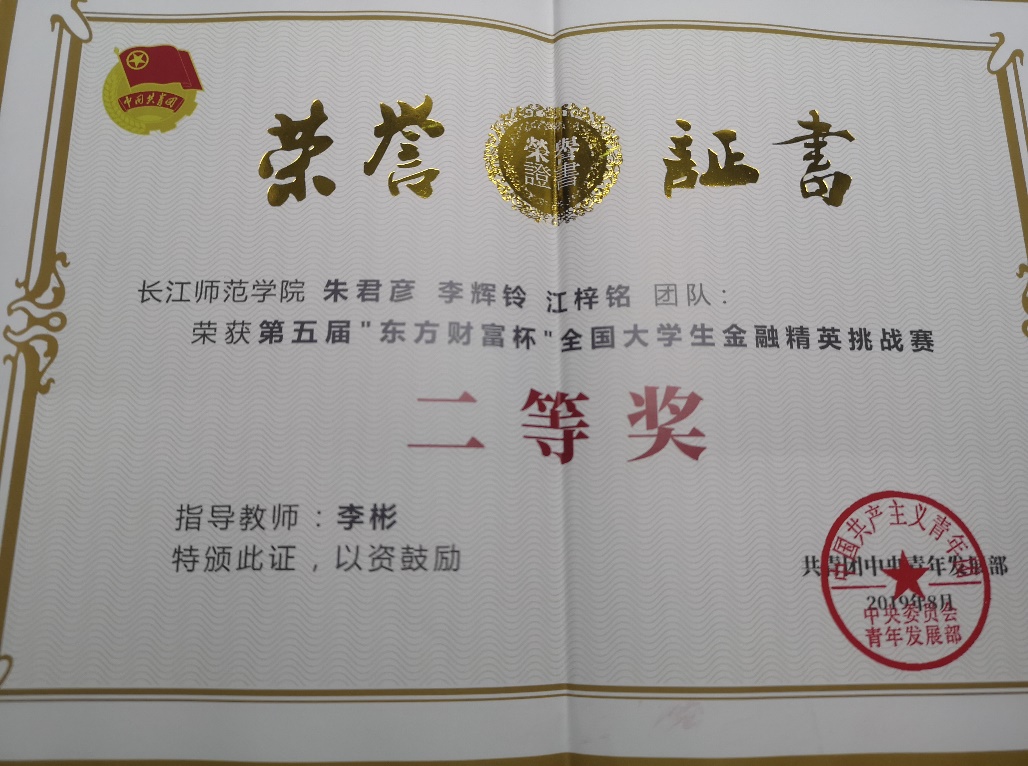 中国共青团
荣誉 榮譽證書 证書
长江师范学院 朱君彦 李辉铃 江梓铭 团队：
荣获第五届"东方财富杯"全国大学生金融精英挑战赛
二等奖
指导教师：李彬
特颁此证，以资鼓励
共青团中央青年发展部
2019年8月
中国共产主义青年团
中央委员会
青年发展部